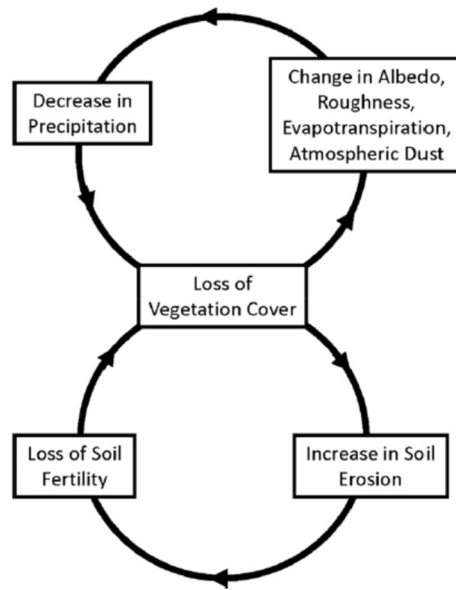 Decrease in
Precipitation
Change in Albedo,
Roughness,
Evapotranspiration,
Atmospheric Dust
Loss of
Vegetation Cover
Loss of Soil
Fertility
Increase in Soil
Erosion